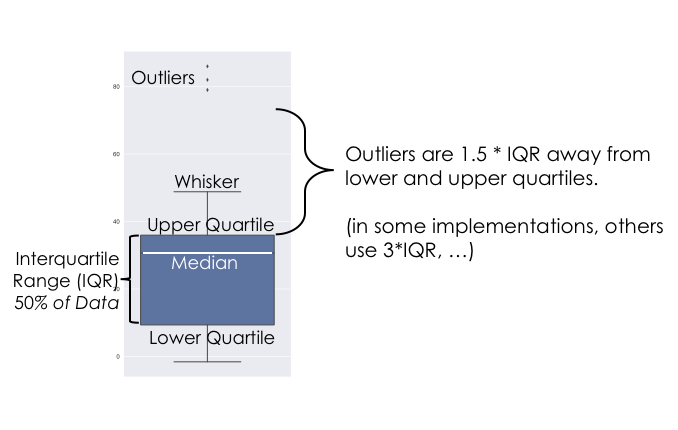 Outliers
80
60
Whisker
40
Upper Quartile
Median
Interquartile
Range (IQR)
20
50% of Data
Lower Quartile
0
Outliers are 1.5 * IQR away from
lower and upper quartiles.
(in some implementations, others
use 3*IQR, …)